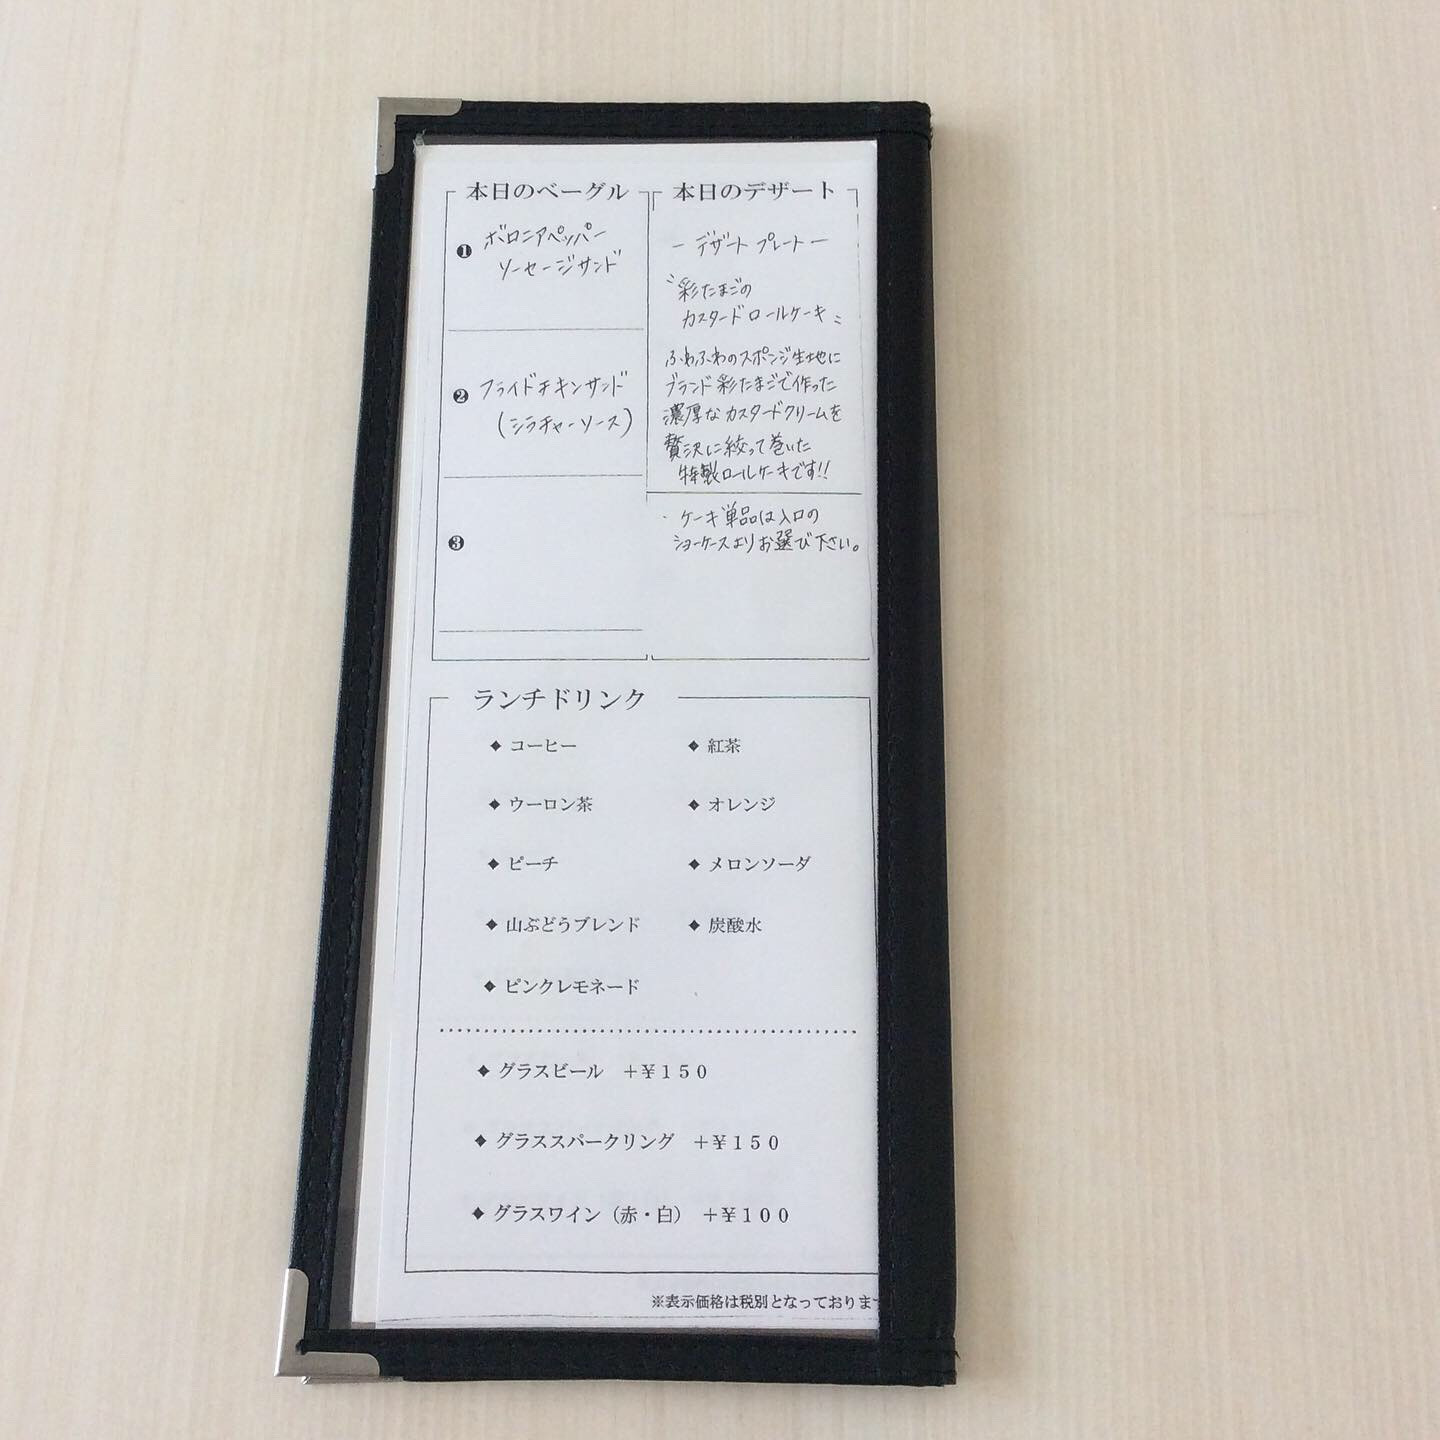 本日のベーグル
❶ ボロニアペッパー
ソーセージサンド
❷ フライドチキンサンド
(シラチャーソース)
❸
本日のデザート
ー デザートプレート ー
彩たまごの
カスタードロールケーキ
ふわふわのスポンジ生地に
ブランド彩たまごで作った
濃厚なカスタードクリームを
贅沢に絞って巻いた
特製ロールケーキです!!
・ケーキ単品は入口の
ショーケースよりお選び下さい。
ランチドリンク
◆ コーヒー ◆ 紅茶
◆ ウーロン茶 ◆ オレンジ
◆ ピーチ ◆ メロンソーダ
◆ 山ぶどうブレンド ◆ 炭酸水
◆ ピンクレモネード
◆ グラスビール ＋￥１５０
◆ グラススパークリング ＋￥１５０
◆ グラスワイン（赤・白） ＋￥１００
※表示価格は税別となっております